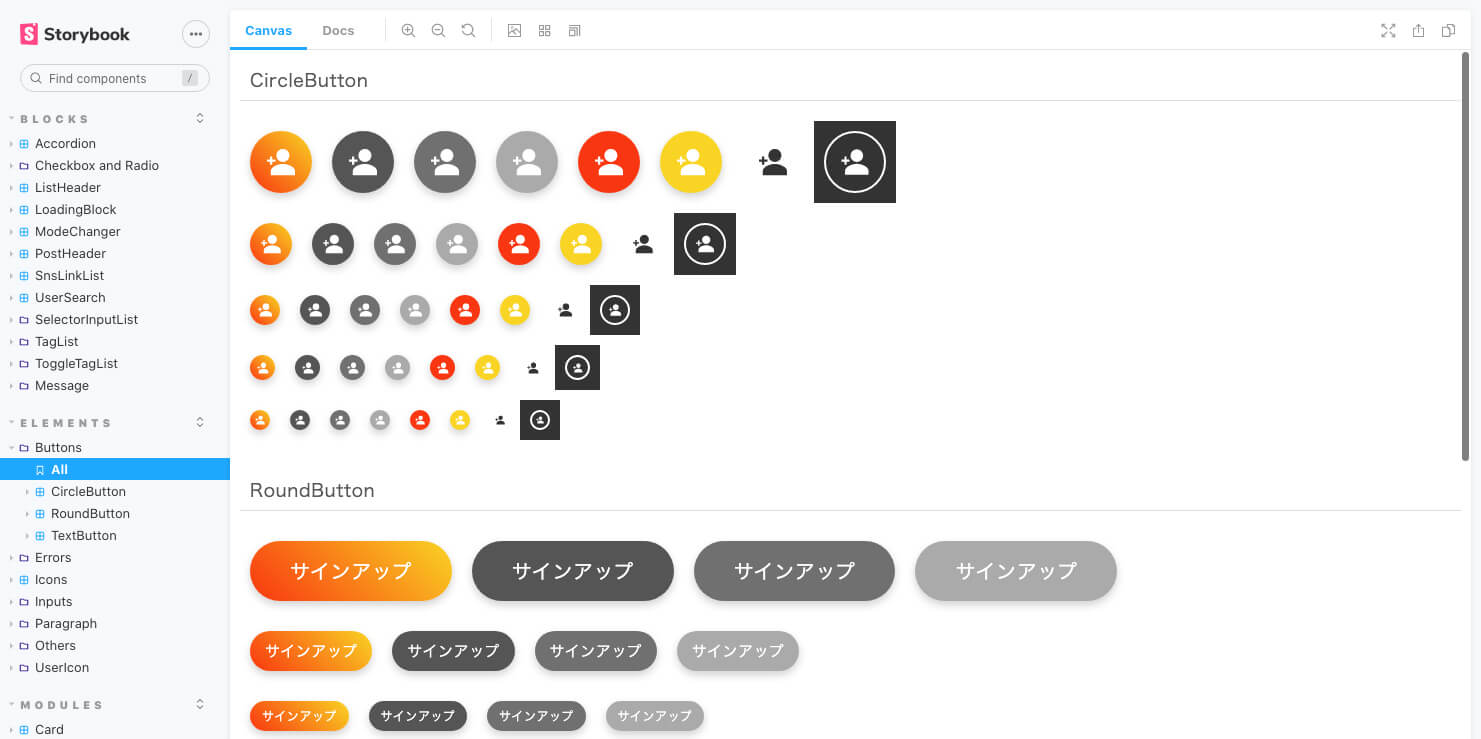 Storybook
Find components /
BLOCKS
Accordion
Checkbox and Radio
ListHeader
LoadingBlock
ModeChanger
PostHeader
SnsLinkList
UserSearch
SelectorInputList
TagList
ToggleTagList
Message
ELEMENTS
Buttons
All
CircleButton
RoundButton
TextButton
Errors
Icons
Inputs
Paragraph
Others
UserIcon
MODULES
Card
Canvas Docs
CircleButton
RoundButton
サインアップ サインアップ サインアップ サインアップ
サインアップ サインアップ サインアップ サインアップ
サインアップ サインアップ サインアップ サインアップ